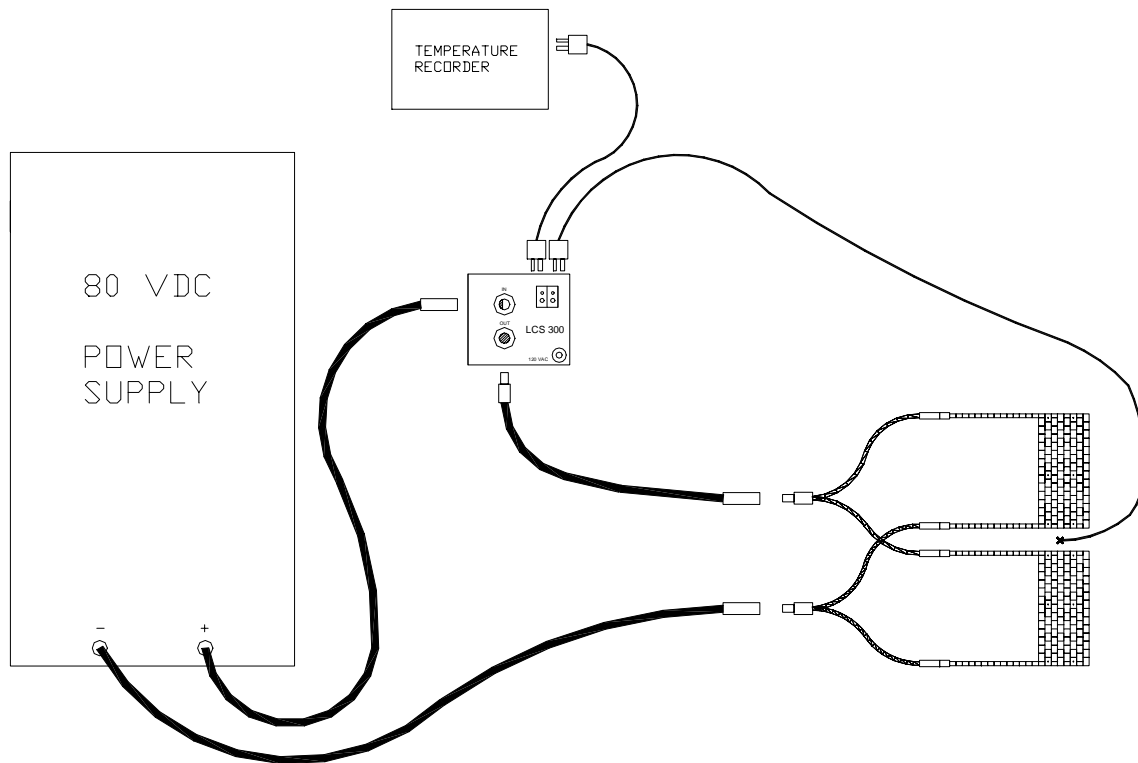 TEMPERATURE
RECORDER
80 VDC
POWER
SUPPLY
IN
OUT
LCS 300
120 VAC
- +